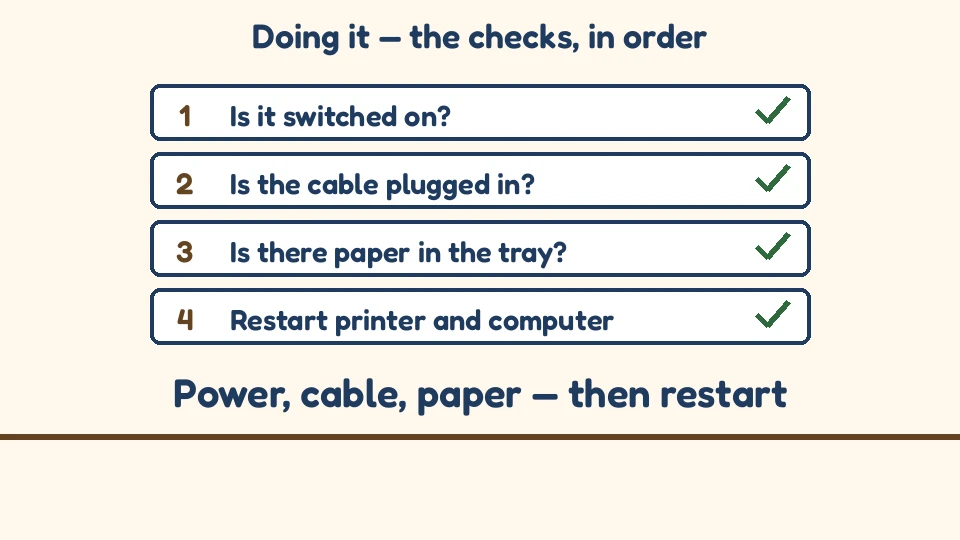 Doing it — the checks, in order
1 Is it switched on?
2 Is the cable plugged in?
3 Is there paper in the tray?
4 Restart printer and computer
Power, cable, paper — then restart